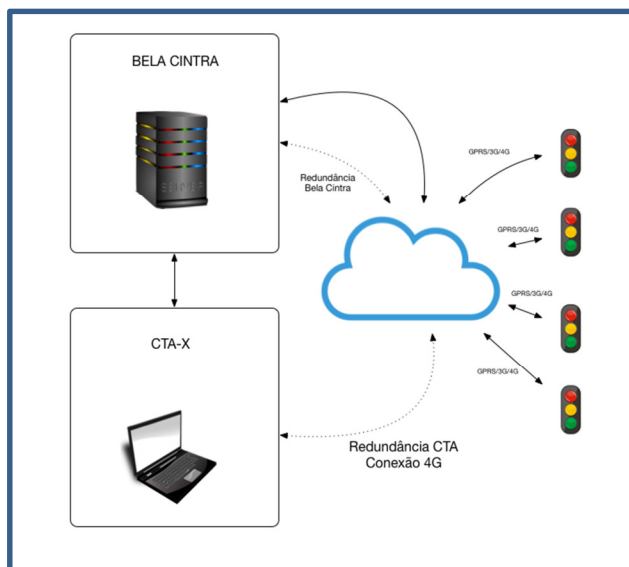 BELA CINTRA
SERVER
Redundância
Bela Cintra
GPRS/3G/4G
GPRS/3G/4G
GPRS/3G/4G
GPRS/3G/4G
CTA-X
Redundância CTA
Conexão 4G